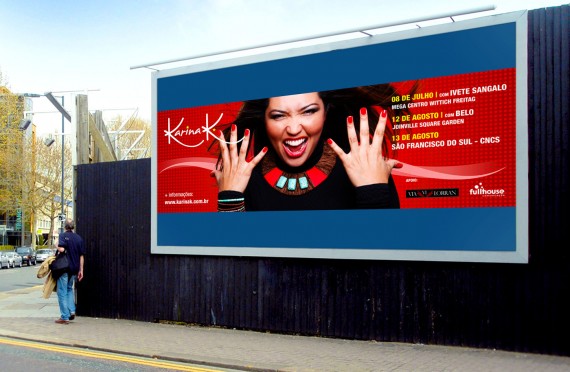 Karina K.
08 DE JULHO | com IVETE SANGALO
MEGA CENTRO WITTICH FREITAG
12 DE AGOSTO | com BELO
JOINVILLE SQUARE GARDEN
13 DE AGOSTO
SÃO FRANCISCO DO SUL - CNCS
+ informações:
www.karinak.com.br
APOIO:
fullhouse